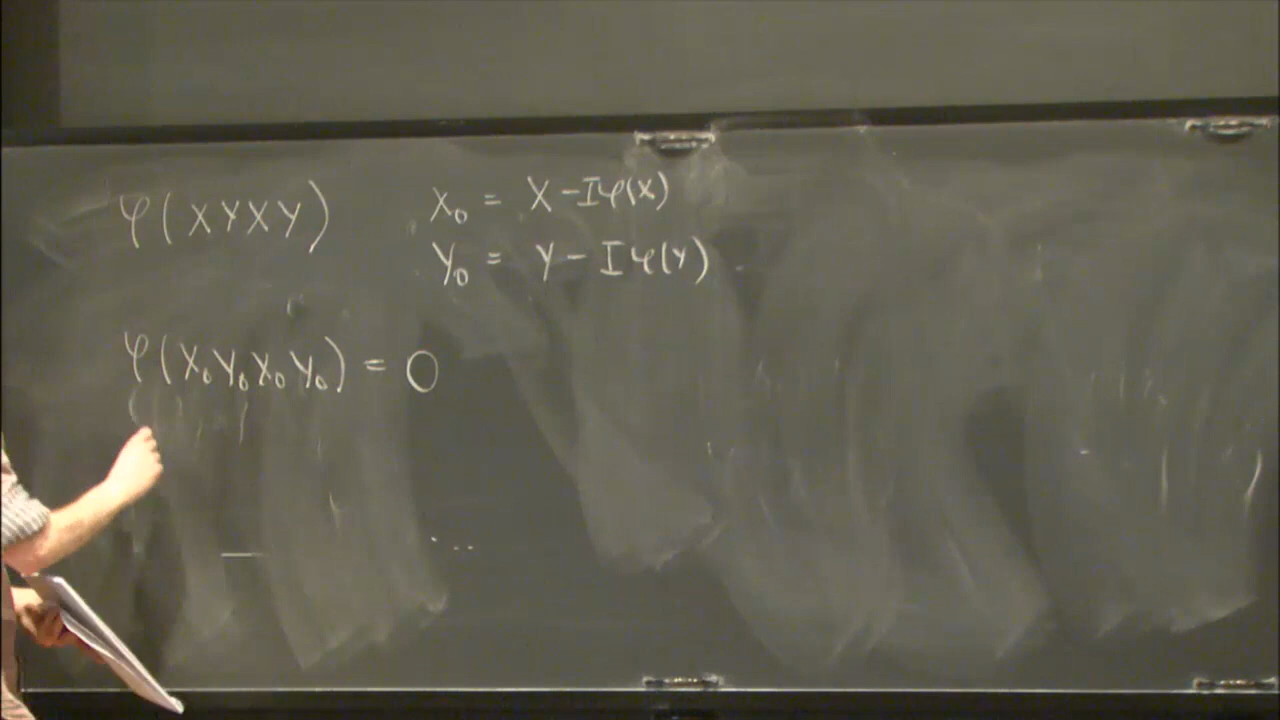 φ(XYXY)
X₀ = X - Iφ(X)
Y₀ = Y - Iφ(Y)
φ(X₀Y₀X₀Y₀) = 0